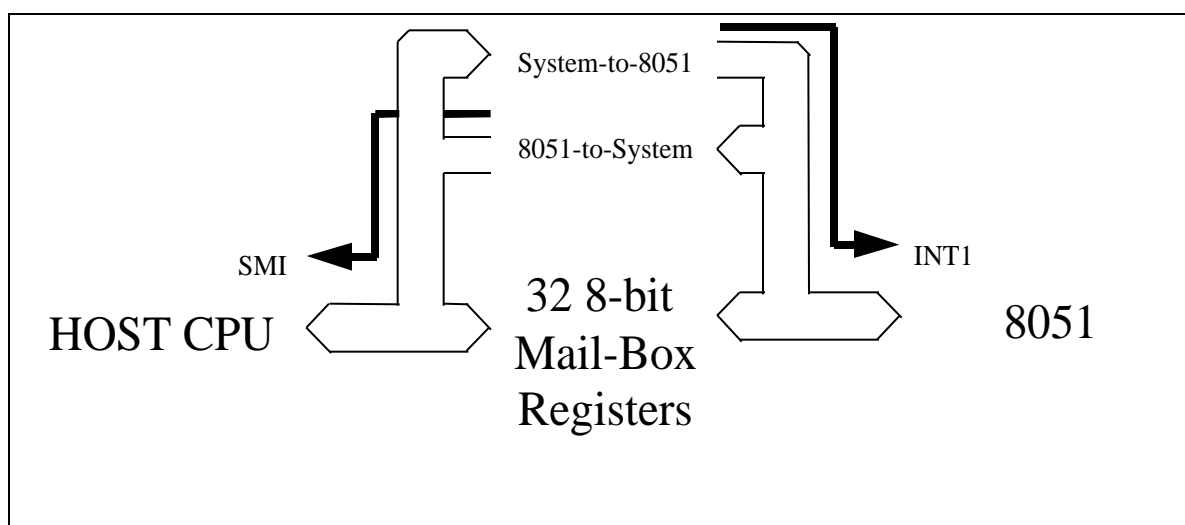 System-to-8051
8051-to-System
SMI
INT1
HOST CPU
32 8-bit
Mail-Box
Registers
8051